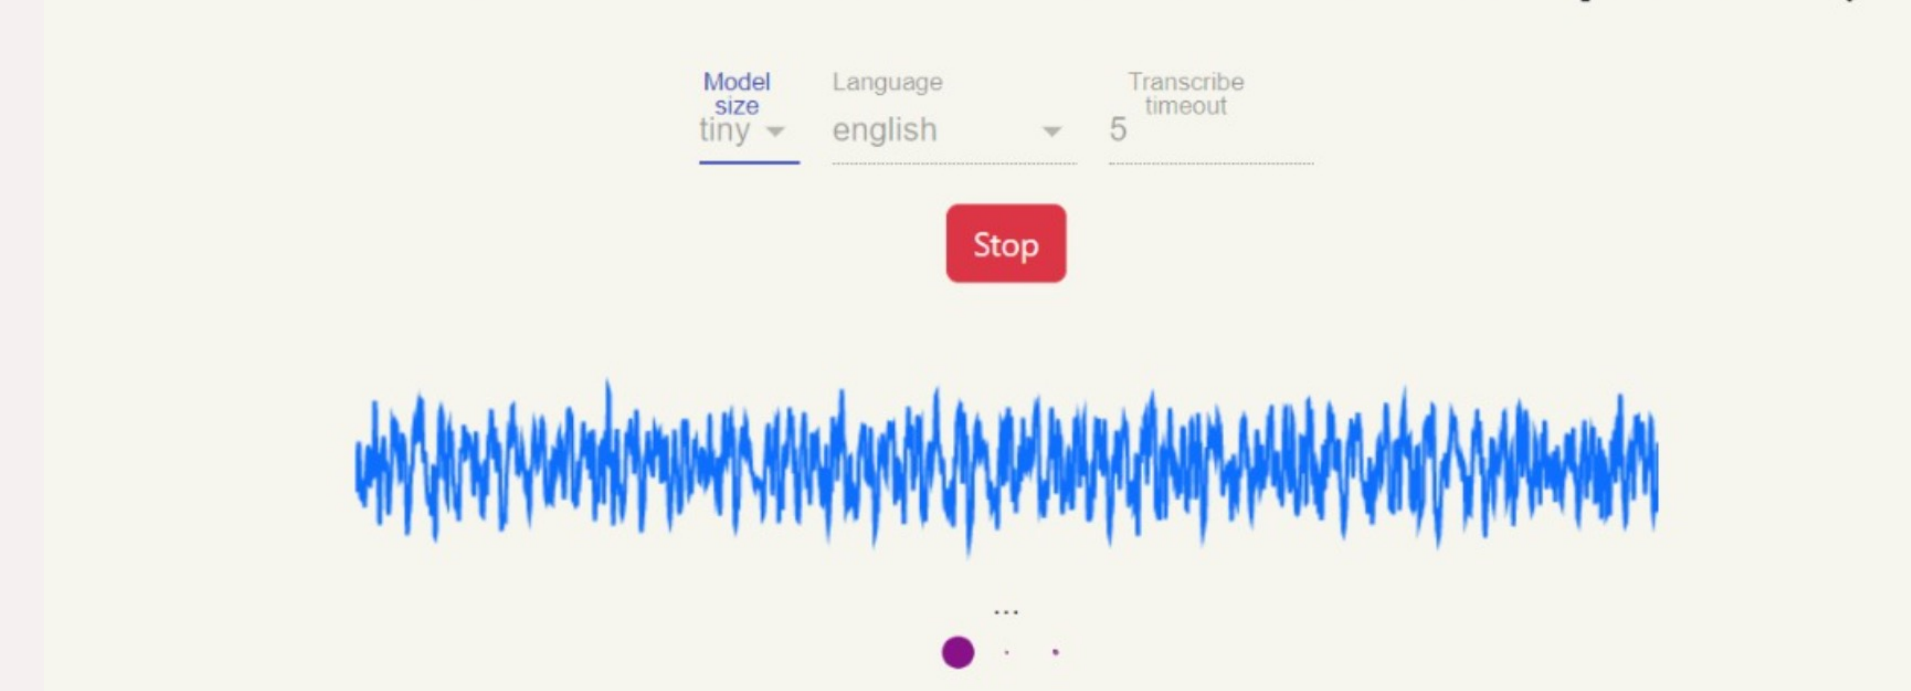 Model size
Language
Transcribe timeout
tiny
english
5
Stop
...